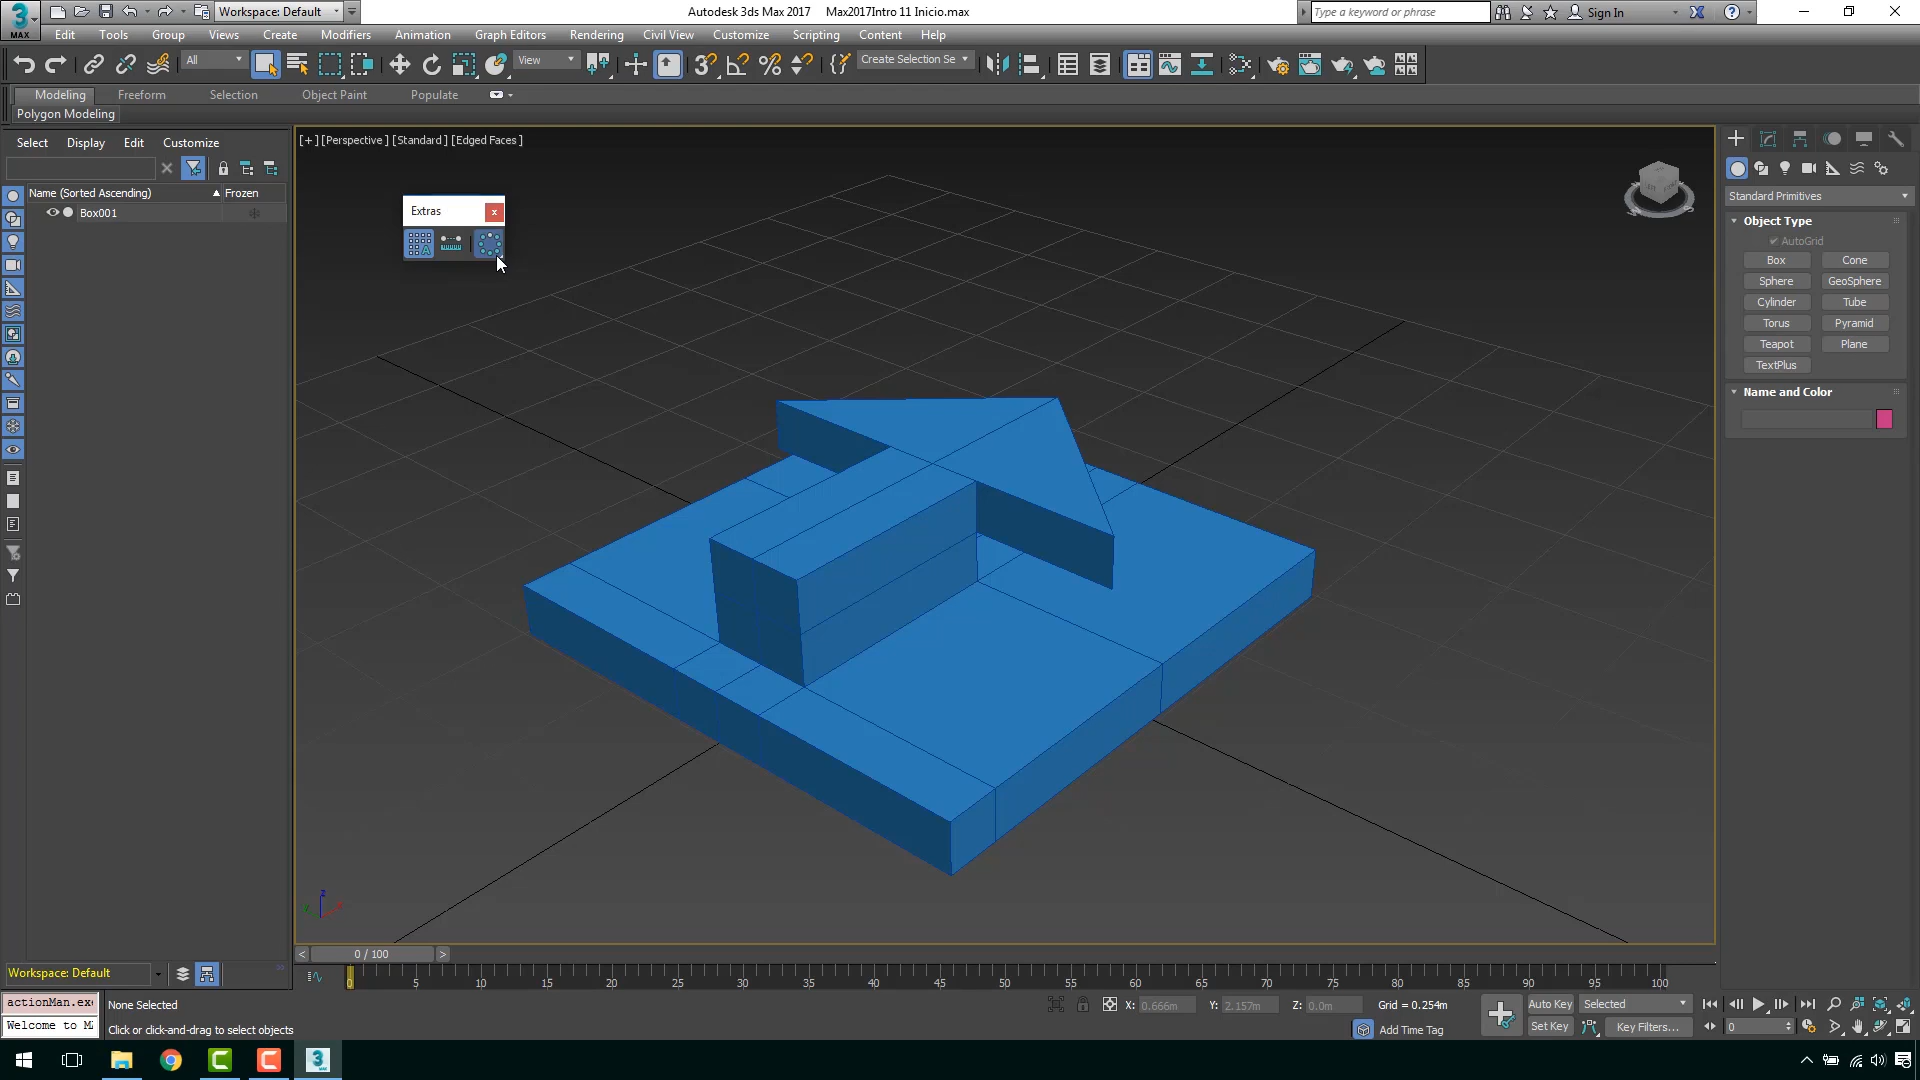 Workspace: Default
Autodesk 3ds Max 2017    Max2017Intro 11 Inicio.max
Type a keyword or phrase
Sign In
MAX
Edit  Tools  Group  Views  Create  Modifiers  Animation  Graph Editors  Rendering  Civil View  Customize  Scripting  Content  Help
All
View
Create Selection Se
Modeling  Freeform  Selection  Object Paint  Populate
Polygon Modeling
Select  Display  Edit  Customize
Name (Sorted Ascending)  Frozen
Box001
[+][Perspective][Standard][Edged Faces]
Extras
Standard Primitives
Object Type
AutoGrid
Box  Cone
Sphere  GeoSphere
Cylinder  Tube
Torus  Pyramid
Teapot  Plane
TextPlus
Name and Color
z
0 / 100
Workspace: Default
0  5  10  15  20  25  30  35  40  45  50  55  60  65  70  75  80  85  90  95  100
actionMan.exe
None Selected
X: 0.666m  Y: 2.157m  Z: 0.0m  Grid = 0.254m
Auto Key  Selected
Welcome to M
Click or click-and-drag to select objects
Add Time Tag
Set Key  Key Filters...
0